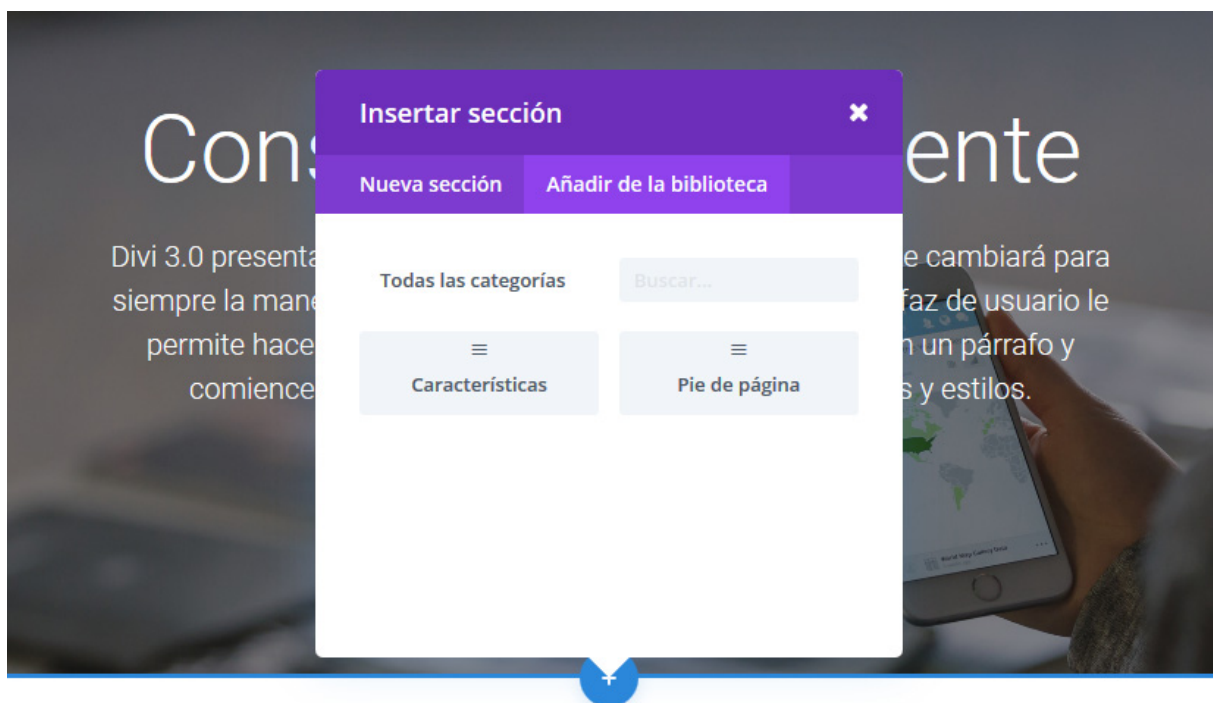 Insertar sección
Nueva sección Añadir de la biblioteca
Cons ente
Todas las categorías Buscar...
Divi 3.0 presenta e cambiará para
siempre la mane faz de usuario le
permite hace n un párrafo y
comience s y estilos.
Características Pie de página